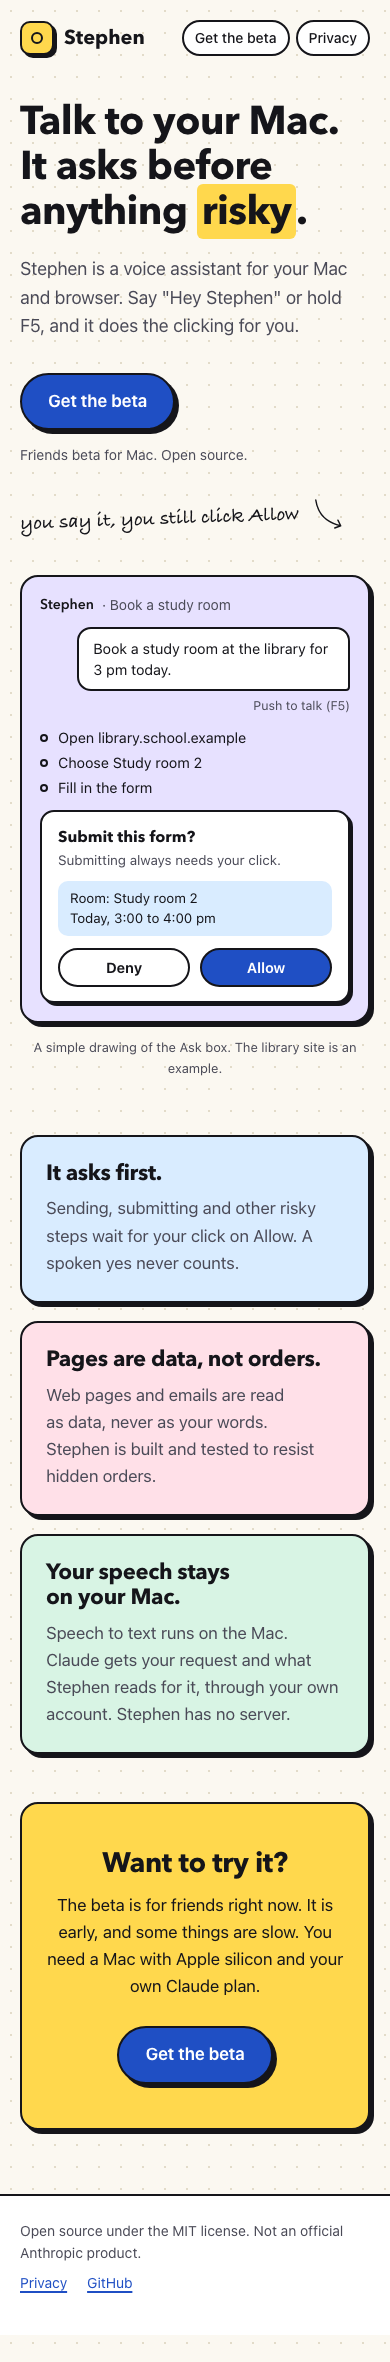 Stephen
Get the beta
Privacy
Talk to your Mac.
It asks before
anything risky.
Stephen is a voice assistant for your Mac
and browser. Say "Hey Stephen" or hold
F5, and it does the clicking for you.
Get the beta
Friends beta for Mac. Open source.
you say it, you still click Allow
Stephen · Book a study room
Book a study room at the library for
3 pm today.
Push to talk (F5)
Open library.school.example
Choose Study room 2
Fill in the form
Submit this form?
Submitting always needs your click.
Room: Study room 2
Today, 3:00 to 4:00 pm
Deny
Allow
A simple drawing of the Ask box. The library site is an
example.
It asks first.
Sending, submitting and other risky
steps wait for your click on Allow. A
spoken yes never counts.
Pages are data, not orders.
Web pages and emails are read
as data, never as your words.
Stephen is built and tested to resist
hidden orders.
Your speech stays
on your Mac.
Speech to text runs on the Mac.
Claude gets your request and what
Stephen reads for it, through your own
account. Stephen has no server.
Want to try it?
The beta is for friends right now. It is
early, and some things are slow. You
need a Mac with Apple silicon and your
own Claude plan.
Get the beta
Open source under the MIT license. Not an official
Anthropic product.
Privacy
GitHub